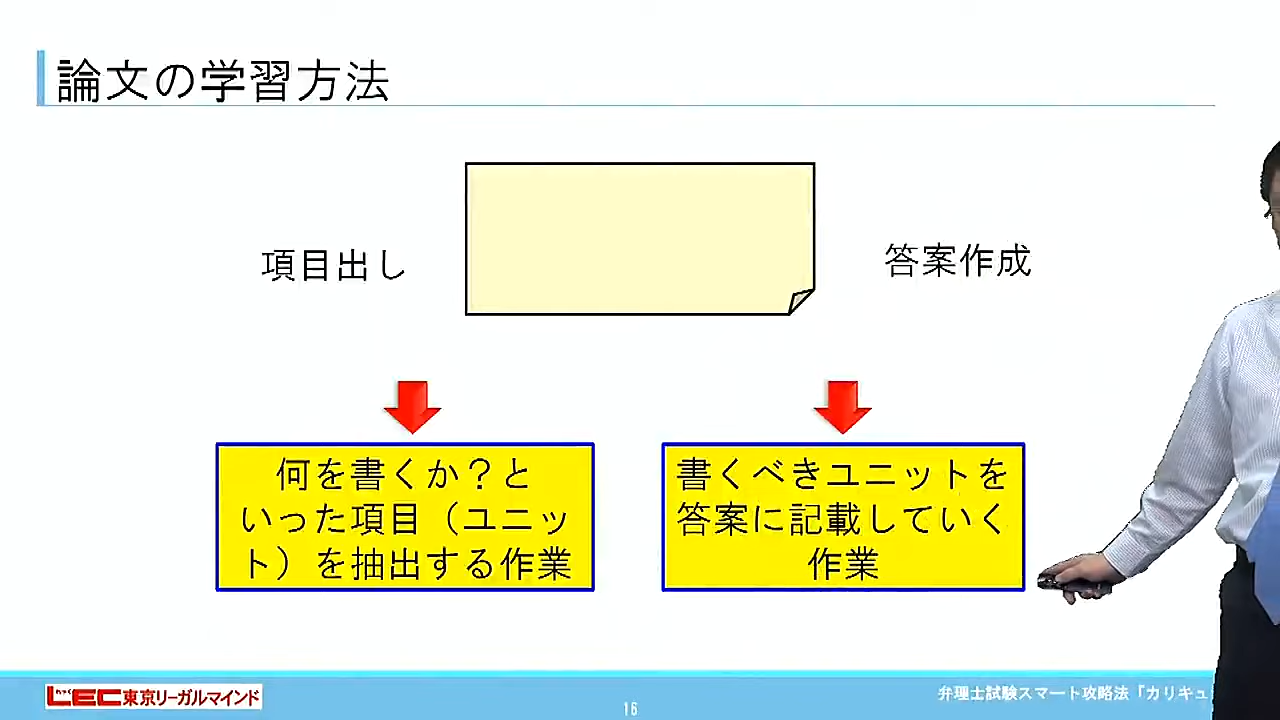 論文の学習方法
項目出し
答案作成
何を書くか？と
いった項目（ユニッ
ト）を抽出する作業
書くべきユニットを
答案に記載していく
作業
LEC東京リーガルマインド
16
弁理士試験スマート攻略法「カリキュ